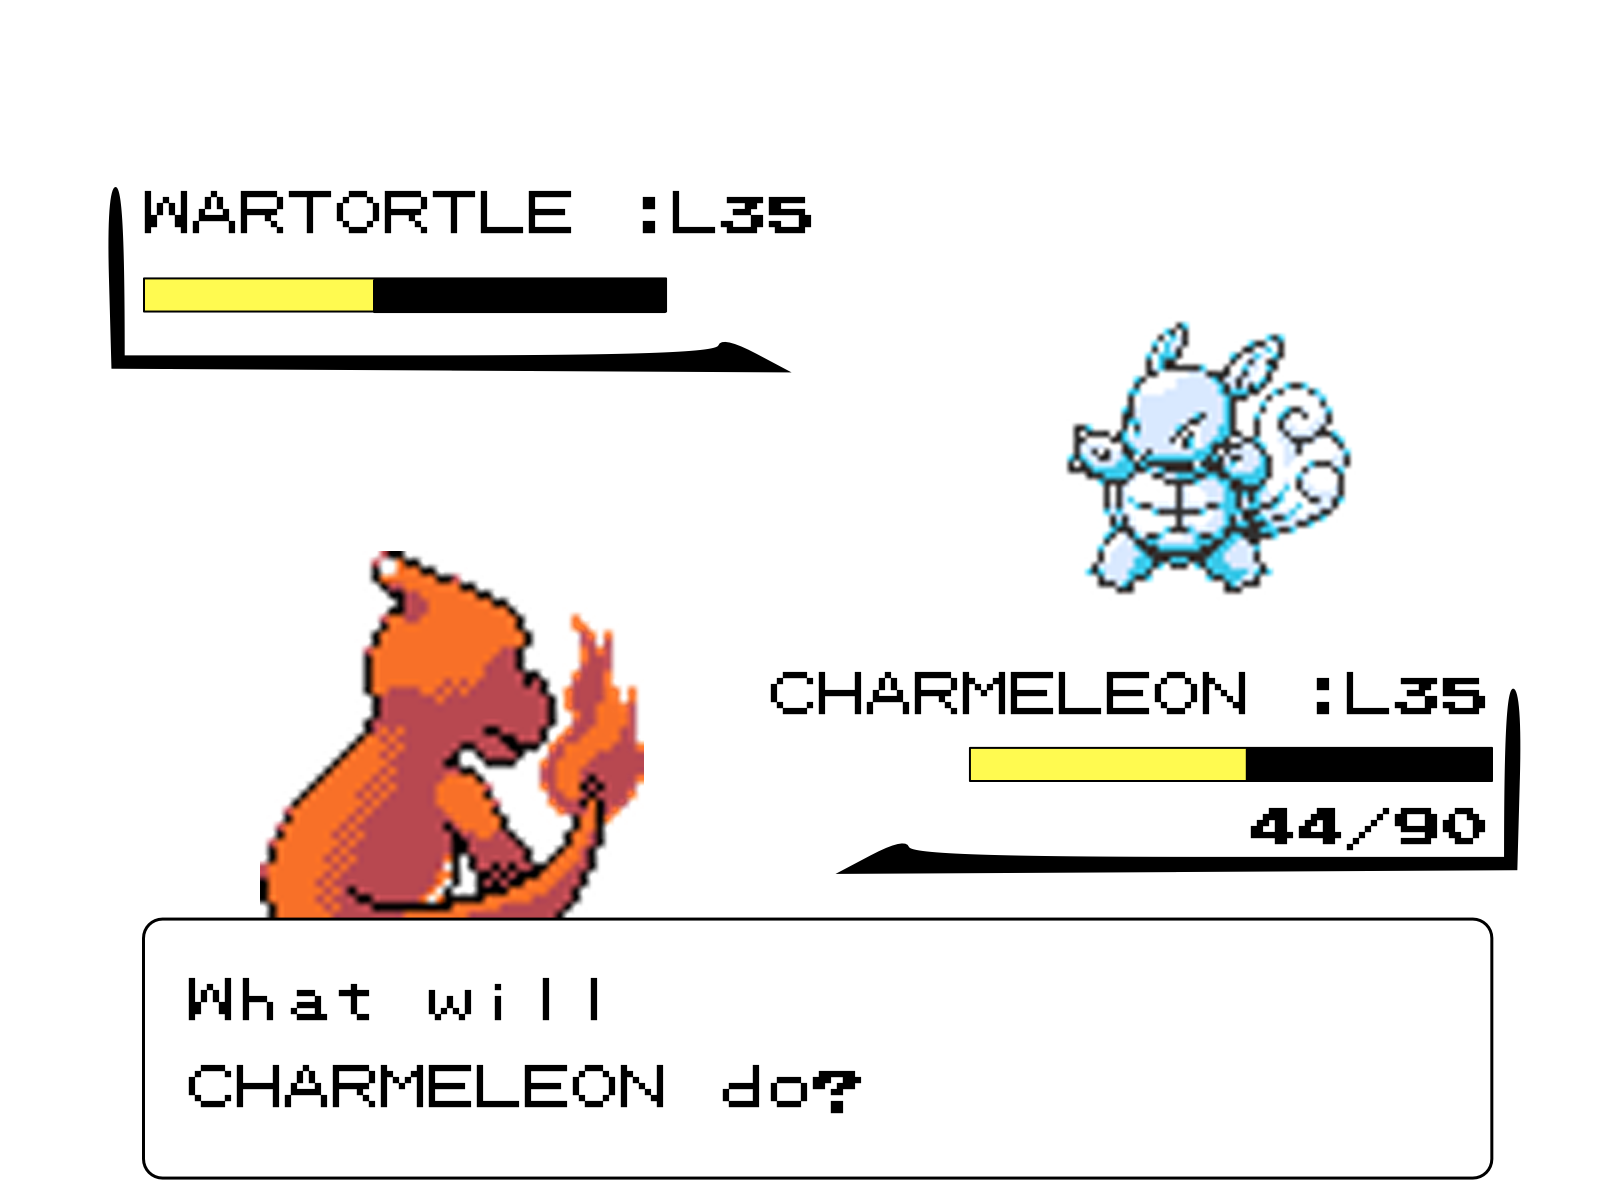 WARTORTLE :L35
CHARMELEON :L35
44/90
What will
CHARMELEON do?